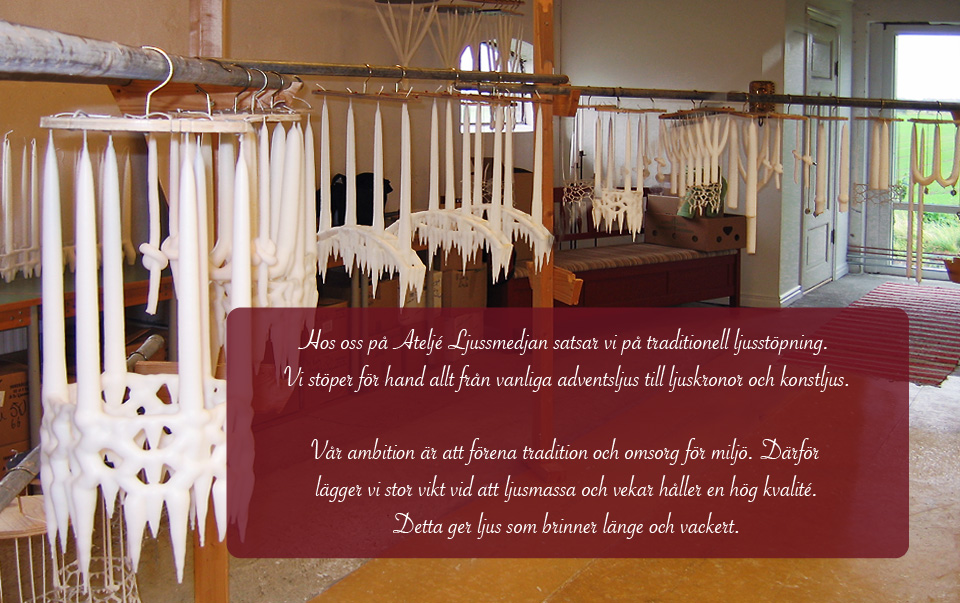 Hos oss på Ateljé Ljussmedjan satsar vi på traditionell ljusstöpning.
Vi stöper för hand allt från vanliga adventsljus till ljuskronor och konstljus.
Vår ambition är att förena tradition och omsorg för miljö. Därför
lägger vi stor vikt vid att ljusmassa och vekar håller en hög kvalité.
Detta ger ljus som brinner länge och vackert.